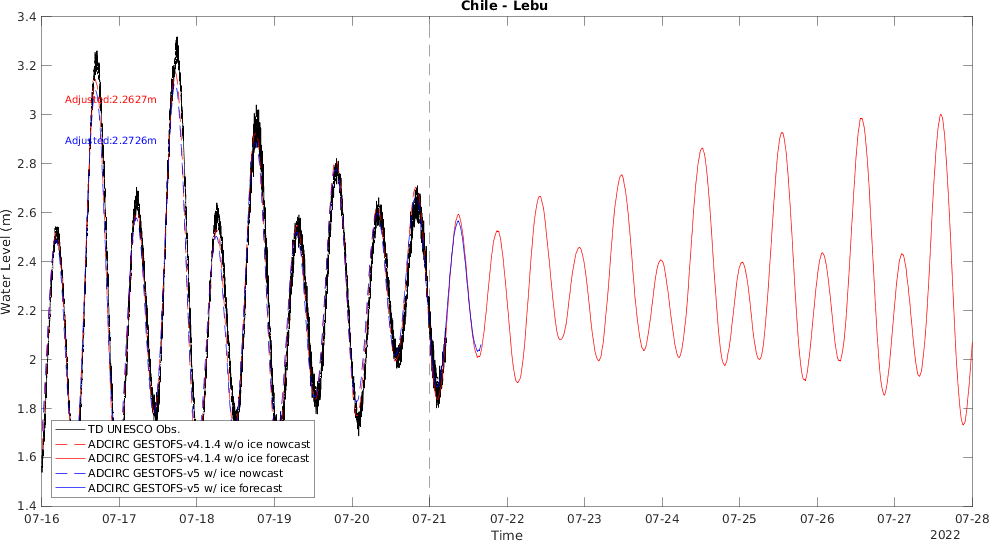 Chile - Lebu
3.4
3.2
3
2.8
2.6
2.4
2.2
2
1.8
1.6
1.4
Water Level (m)
Adjusted:2.2627m
Adjusted:2.2726m
TD UNESCO Obs.
ADCIRC GESTOFS-v4.1.4 w/o ice nowcast
ADCIRC GESTOFS-v4.1.4 w/o ice forecast
ADCIRC GESTOFS-v5 w/ ice nowcast
ADCIRC GESTOFS-v5 w/ ice forecast
07-16 07-17 07-18 07-19 07-20 07-21 07-22 07-23 07-24 07-25 07-26 07-27 07-28
Time
2022